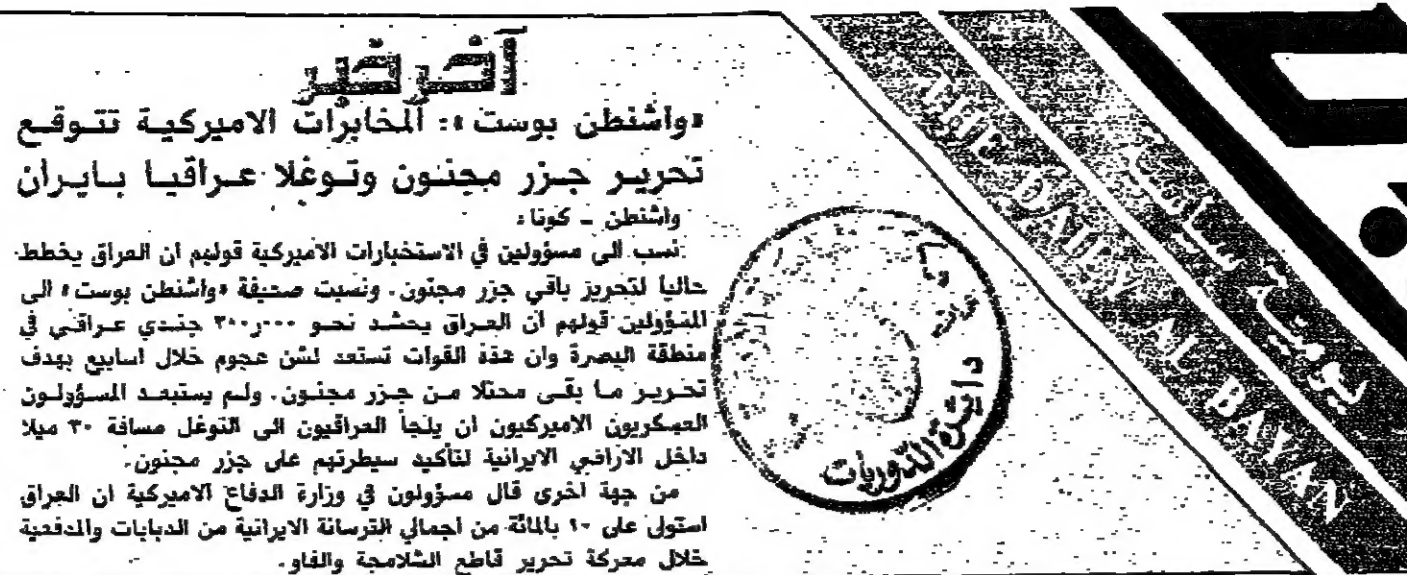 آخر خبر
«واشنطن بوست»: المخابرات الاميركية تتوقع
تحرير جزر مجنون وتوغلا عراقيا بايران
واشنطن - كونا:
نسب الى مسؤولين في الاستخبارات الاميركية قولهم ان العراق يخطط
حاليا لتحرير باقي جزر مجنون. ونسبت صحيفة «واشنطن بوست» الى
المسؤولين قولهم ان العراق يحشد نحو ٣٠٠ر٠٠٠ جندي عراقي في
منطقة البصرة وان هذه القوات تستعد لشن هجوم خلال اسابيع بهدف
تحرير ما بقى محتلا من جزر مجنون. ولم يستبعد المسؤولون
العسكريون الاميركيون ان يلجأ العراقيون الى التوغل مسافة ٣٠ ميلا
داخل الاراضي الايرانية لتأكيد سيطرتهم على جزر مجنون.
من جهة اخرى قال مسؤولون في وزارة الدفاع الاميركية ان العراق
استولى على ٩٠ بالمائة من اجمالي الترسانة الايرانية من الدبابات والمدفعية
خلال معركة تحرير قاطع الشلامجة والفاو.
دائرة الدوريات
يومية سياسية
AL BAYAN